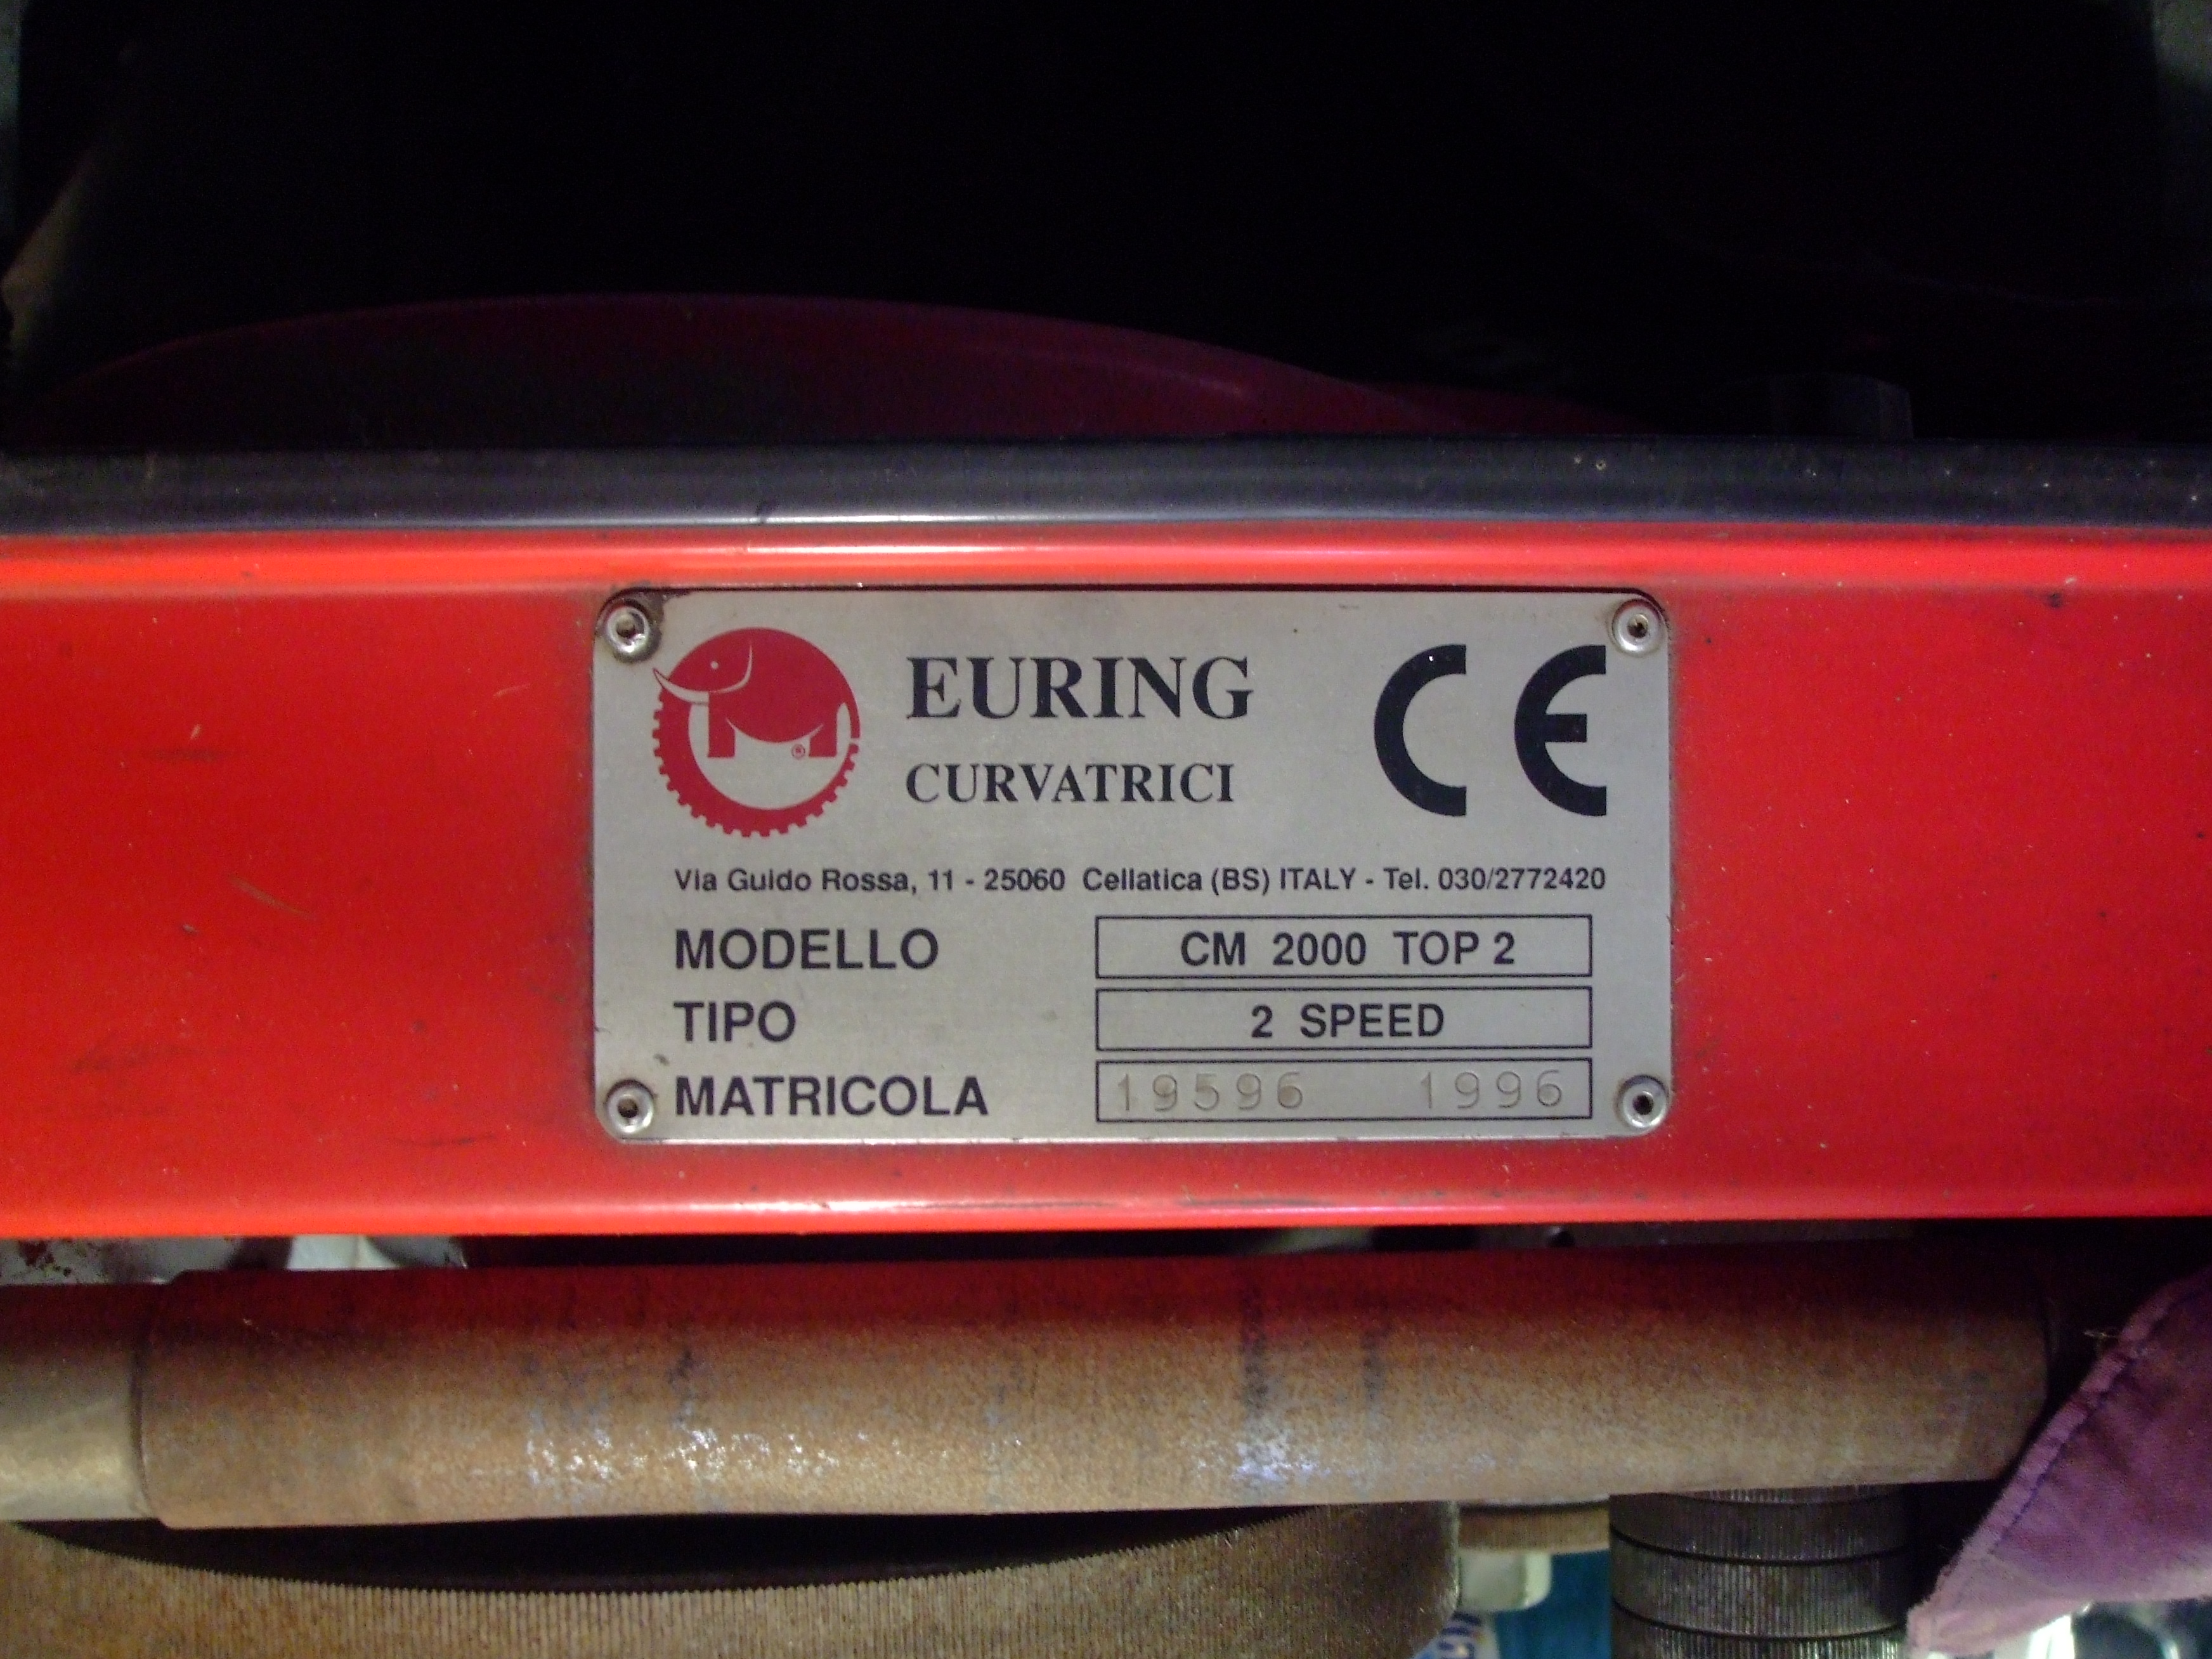 EURING
CURVATRICI
CE
Via Guido Rossa, 11 - 25060 Cellatica (BS) ITALY - Tel. 030/2772420
MODELLO CM 2000 TOP 2
TIPO 2 SPEED
MATRICOLA 19596 1996